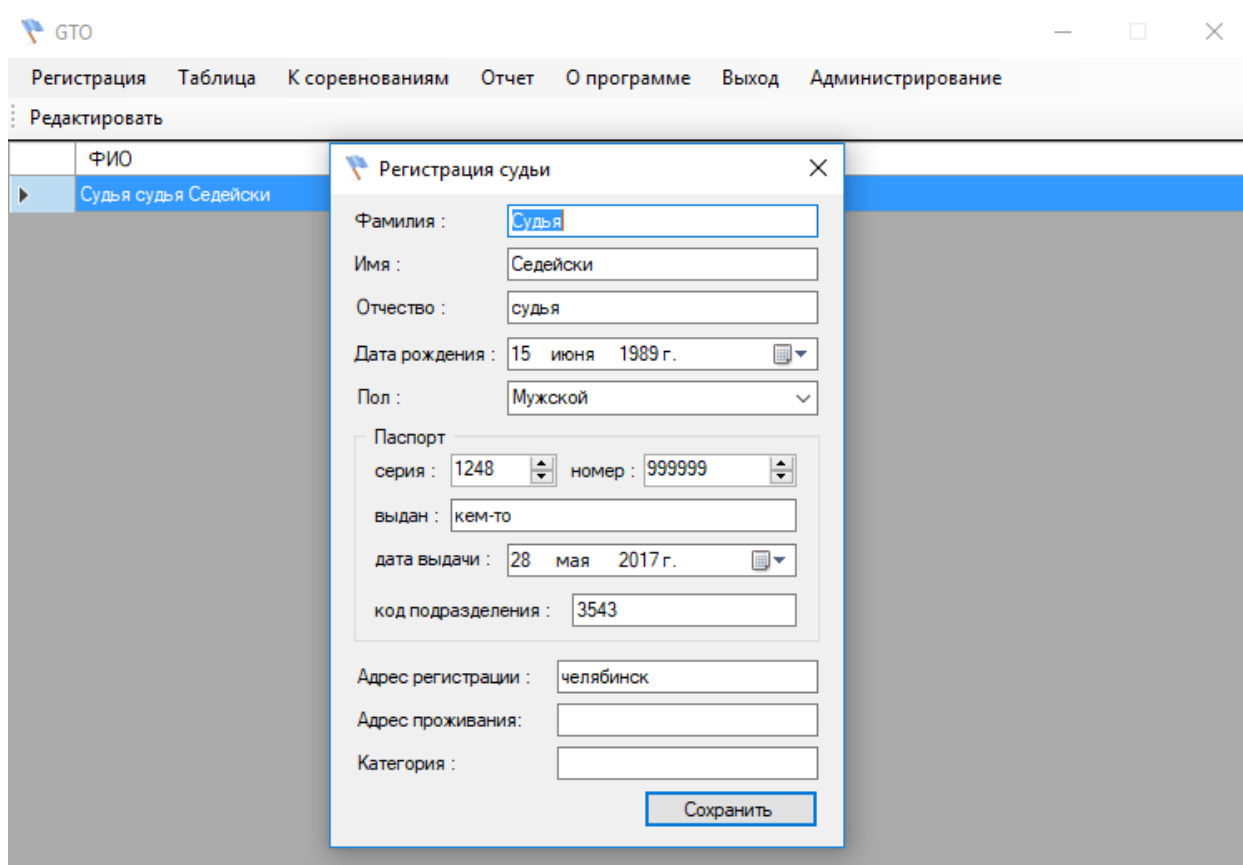 GTO
Регистрация Таблица К соревнованиям Отчет О программе Выход Администрирование
Редактировать
ФИО
Судья судья Седейски
Регистрация судьи
Фамилия : Судья
Имя : Седейски
Отчество : судья
Дата рождения : 15 июня 1989 г.
Пол : Мужской
Паспорт
серия : 1248 номер : 999999
выдан : кем-то
дата выдачи : 28 мая 2017 г.
код подразделения : 3543
Адрес регистрации : челябинск
Адрес проживания:
Категория :
Сохранить